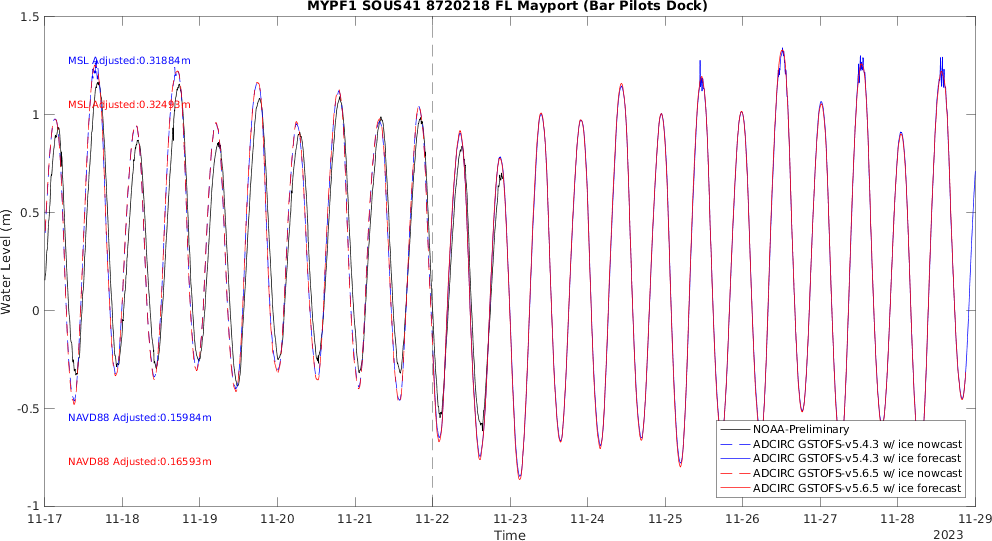 MYPF1 SOUS41 8720218 FL Mayport (Bar Pilots Dock)
1.5
1
0.5
0
-0.5
-1
Water Level (m)
MSL Adjusted:0.31884m
MSL Adjusted:0.32493m
NAVD88 Adjusted:0.15984m
NAVD88 Adjusted:0.16593m
NOAA-Preliminary
ADCIRC GSTOFS-v5.4.3 w/ ice nowcast
ADCIRC GSTOFS-v5.4.3 w/ ice forecast
ADCIRC GSTOFS-v5.6.5 w/ ice nowcast
ADCIRC GSTOFS-v5.6.5 w/ ice forecast
11-17 11-18 11-19 11-20 11-21 11-22 11-23 11-24 11-25 11-26 11-27 11-28 11-29
Time
2023